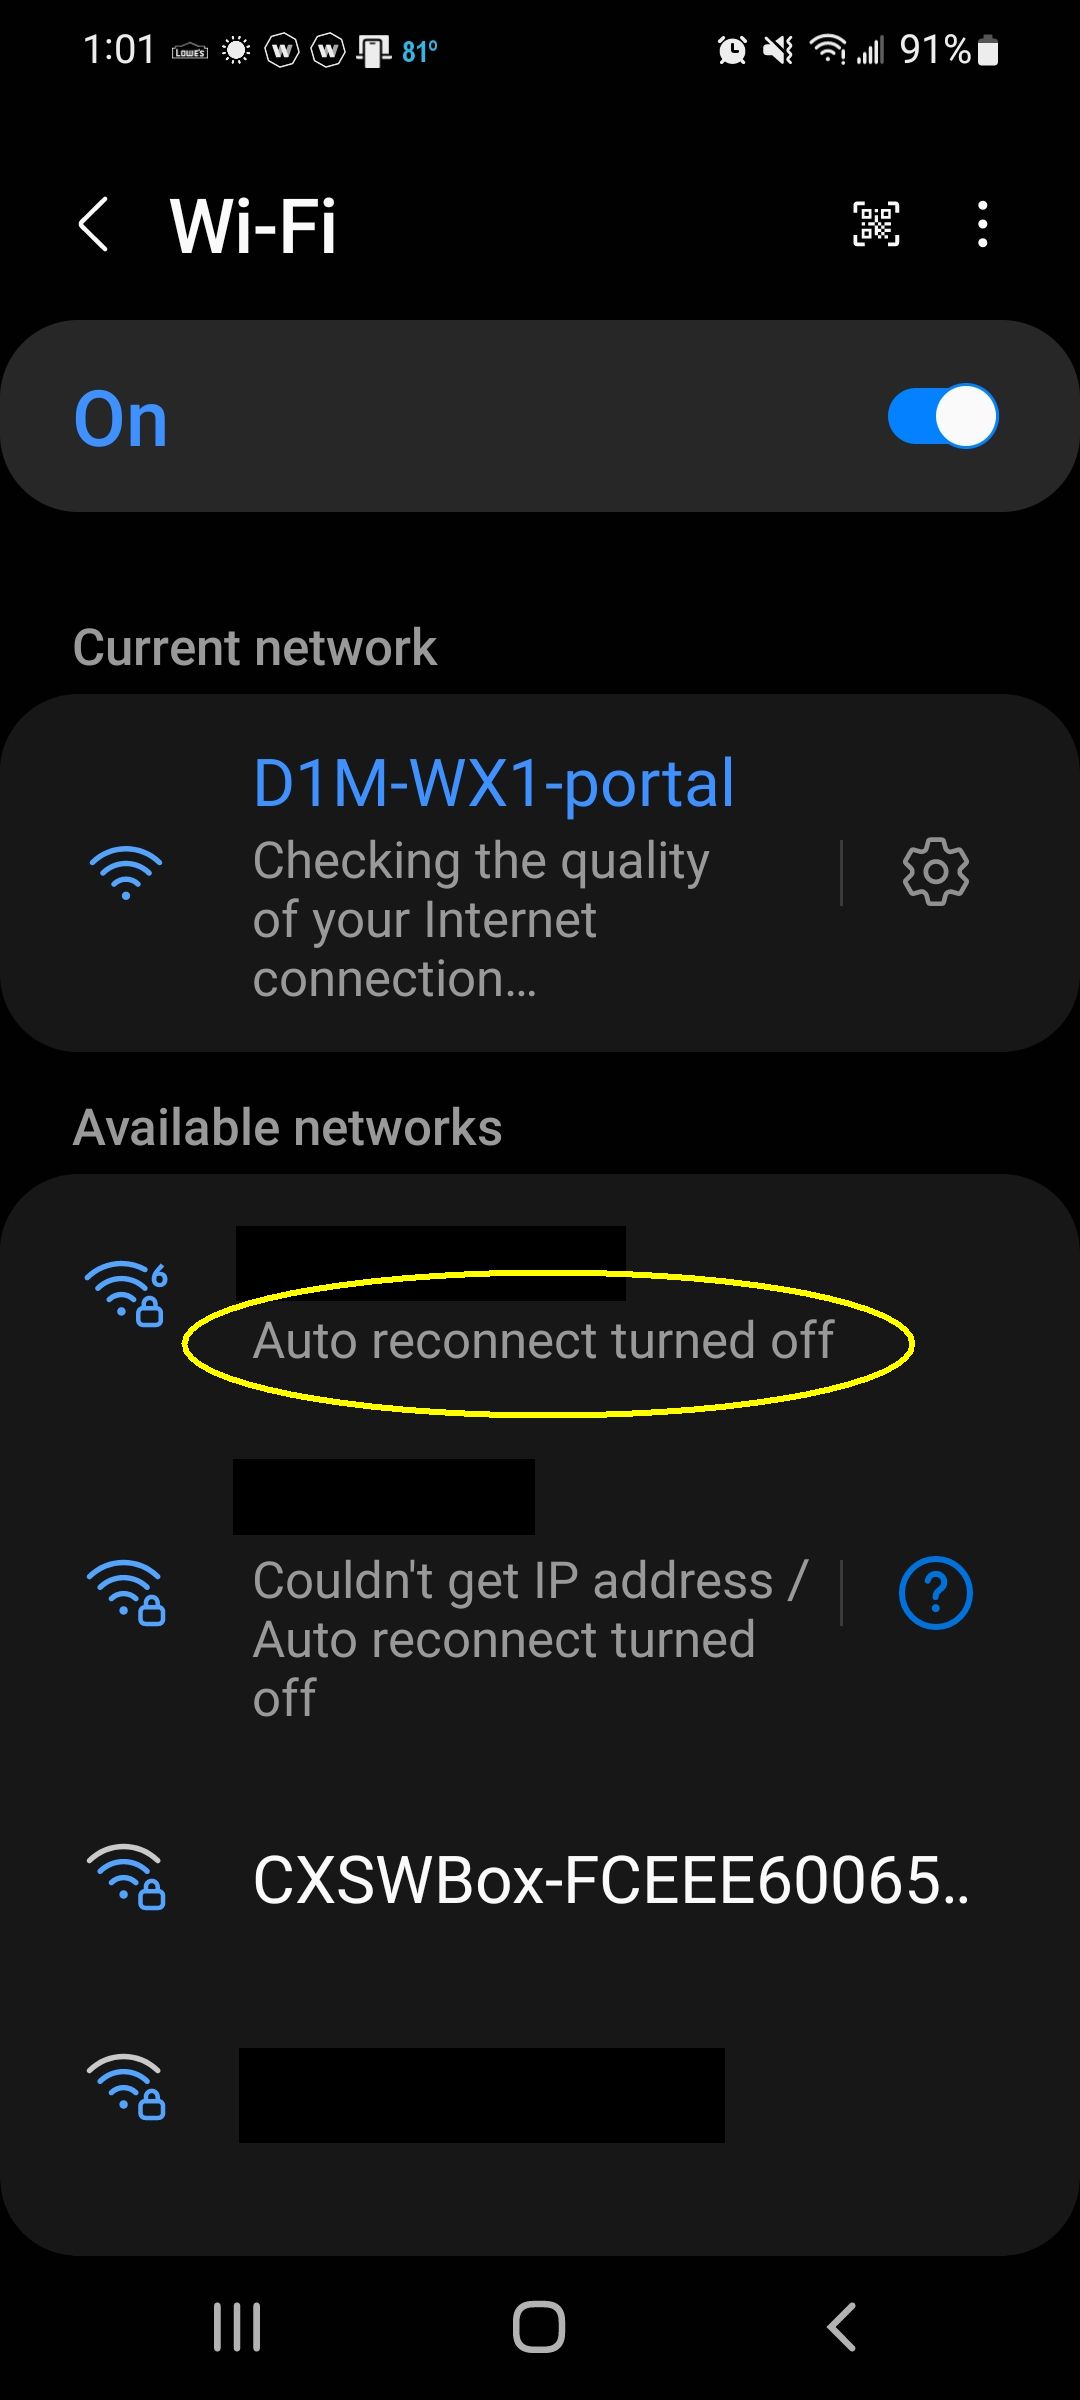 1:01 LOWE'S W W 81° 91%
Wi-Fi
On
Current network
D1M-WX1-portal
Checking the quality
of your Internet
connection...
Available networks
6
Auto reconnect turned off
Couldn't get IP address /
Auto reconnect turned
off
?
CXSWBox-FCEEE60065..